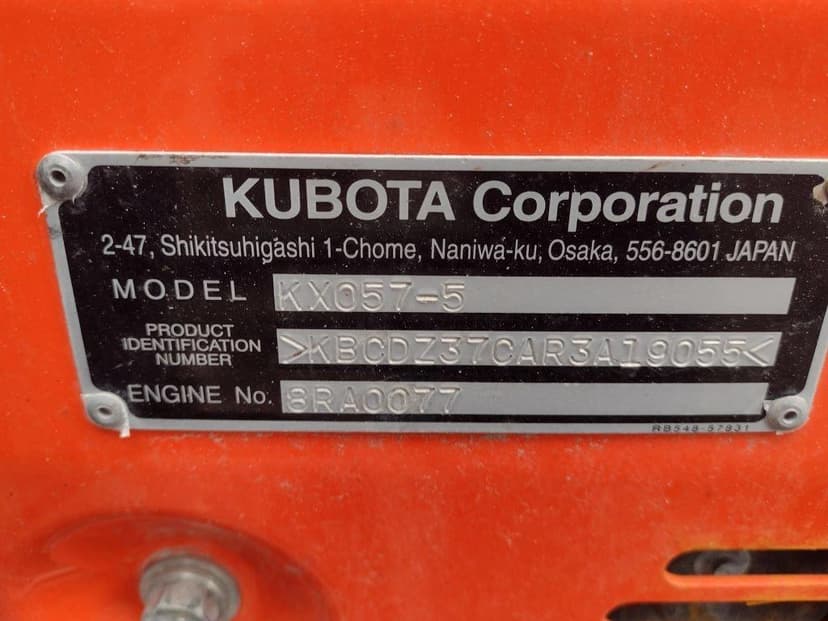 KUBOTA Corporation
2-47, Shikitsuhigashi 1-Chome, Naniwa-ku, Osaka, 556-8601 JAPAN
MODEL KX057-5
PRODUCT
IDENTIFICATION
NUMBER >KBCDZ37CAR3A19055<
ENGINE No. 8RA0077
RB548-57831